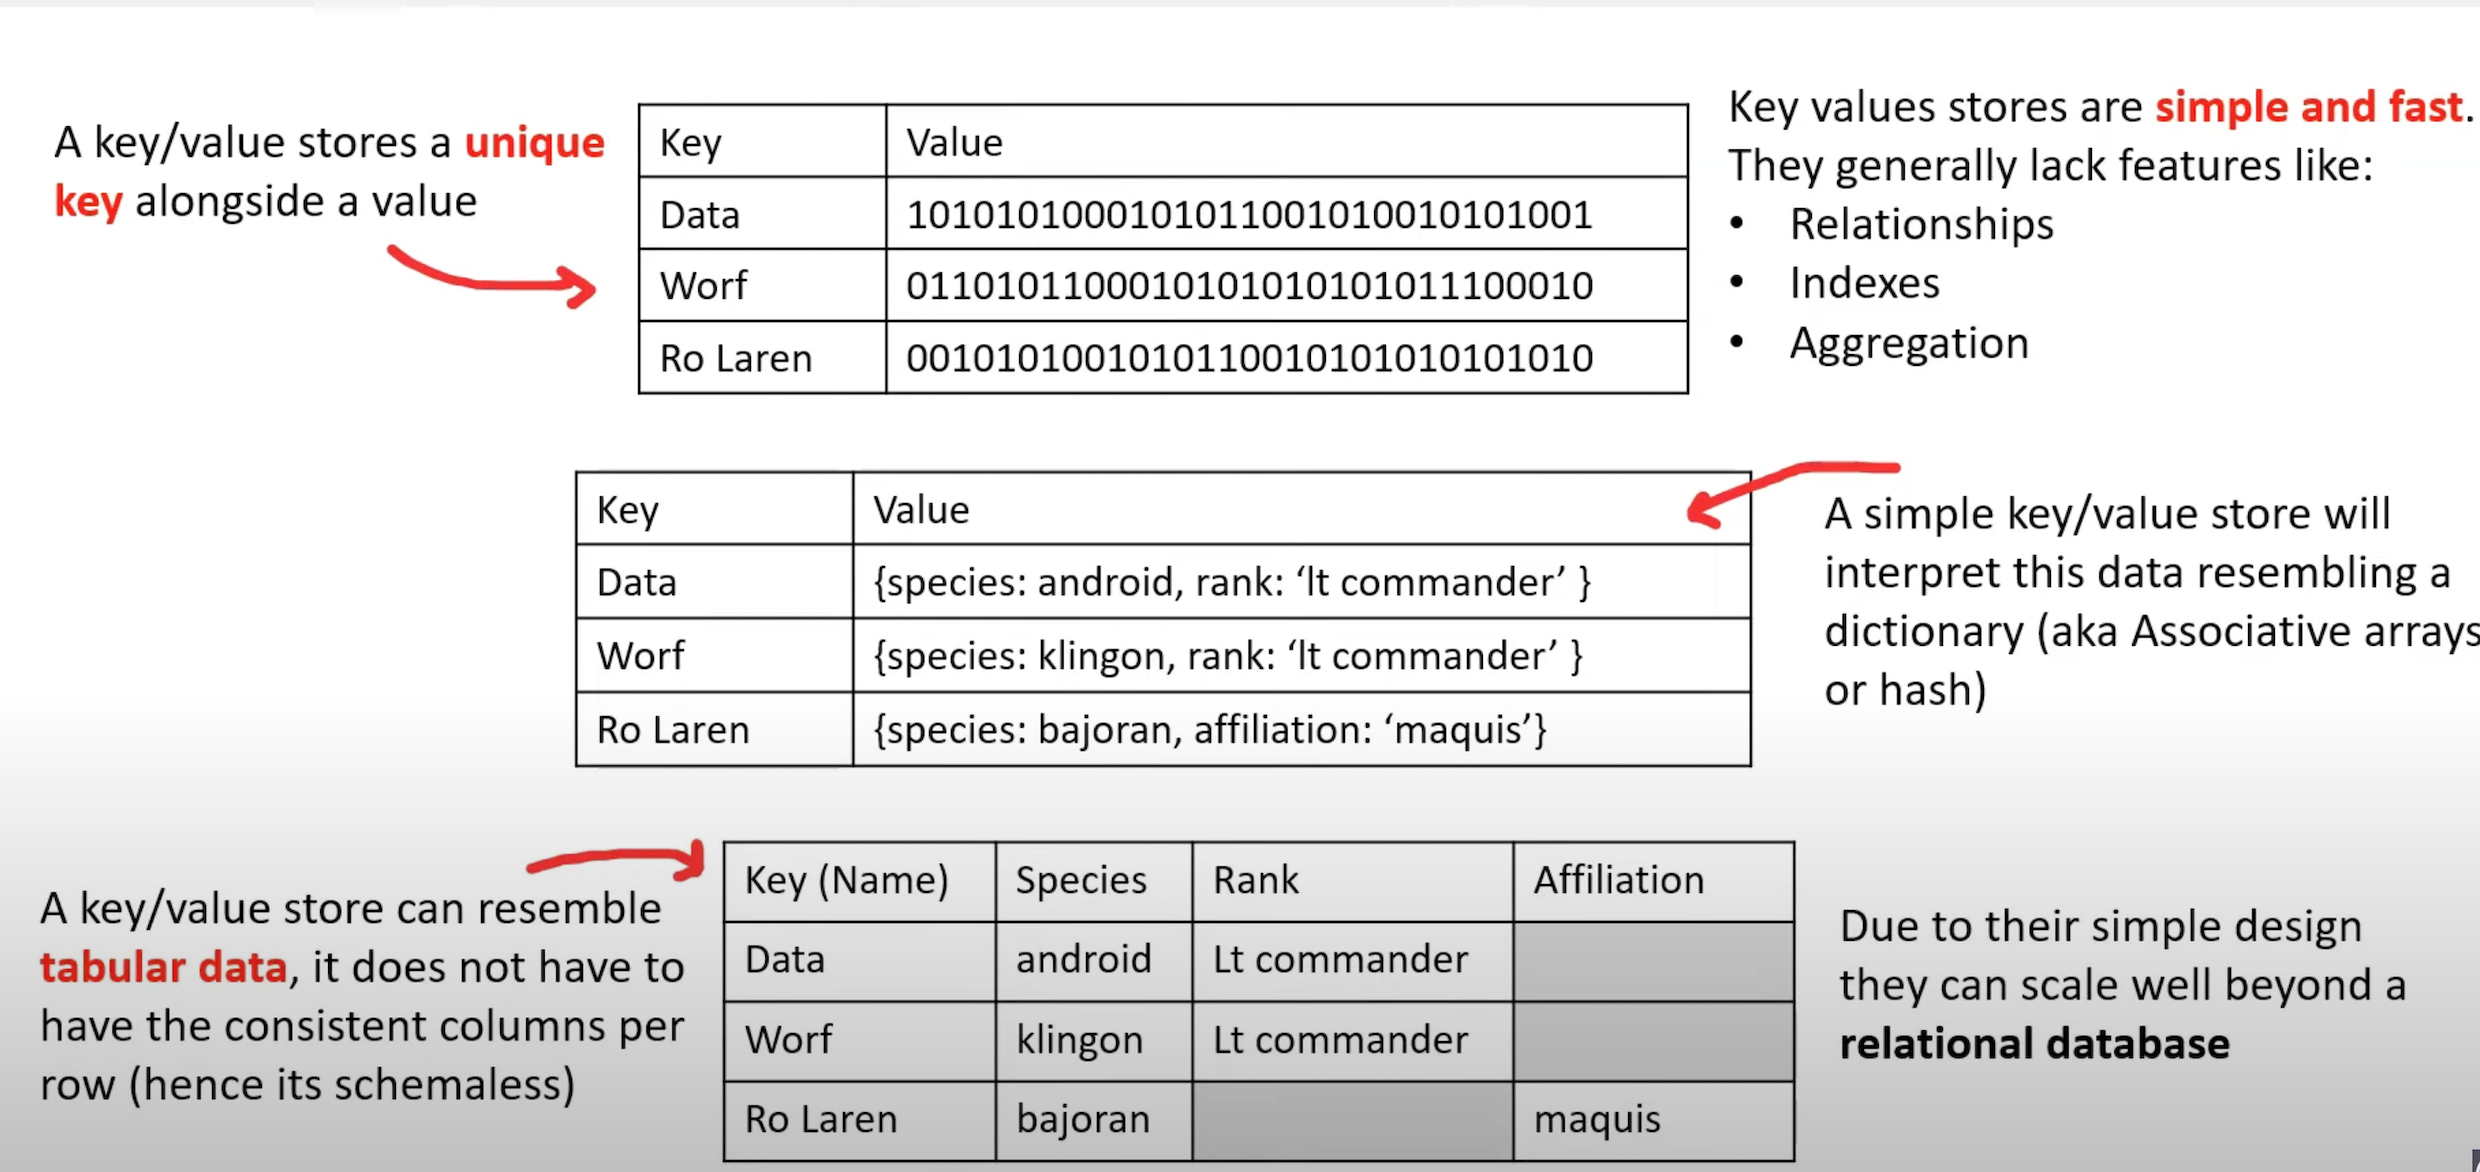 A key/value stores a unique
key alongside a value
Key Value
Data 1010101000101011001010010101001
Worf 0110101100010101010101011100010
Ro Laren 0010101001010110010101010101010
Key values stores are simple and fast.
They generally lack features like:
• Relationships
• Indexes
• Aggregation
Key Value
Data {species: android, rank: ‘lt commander’ }
Worf {species: klingon, rank: ‘lt commander’ }
Ro Laren {species: bajoran, affiliation: ‘maquis’}
A simple key/value store will
interpret this data resembling a
dictionary (aka Associative arrays
or hash)
A key/value store can resemble
tabular data, it does not have to
have the consistent columns per
row (hence its schemaless)
Key (Name) Species Rank Affiliation
Data android Lt commander
Worf klingon Lt commander
Ro Laren bajoran maquis
Due to their simple design
they can scale well beyond a
relational database